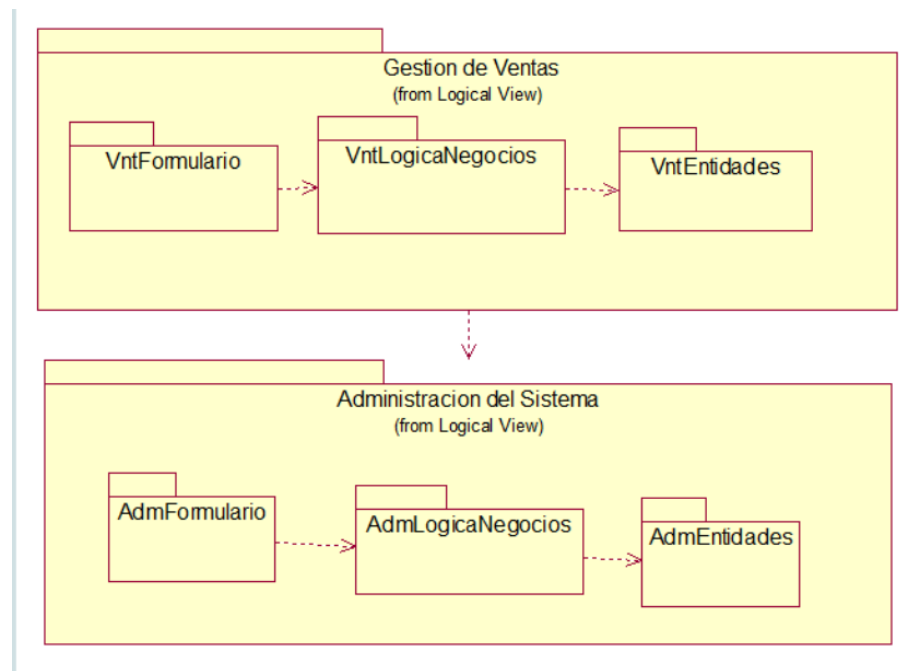 Gestion de Ventas
(from Logical View)
VntFormulario
VntLogicaNegocios
VntEntidades
Administracion del Sistema
(from Logical View)
AdmFormulario
AdmLogicaNegocios
AdmEntidades